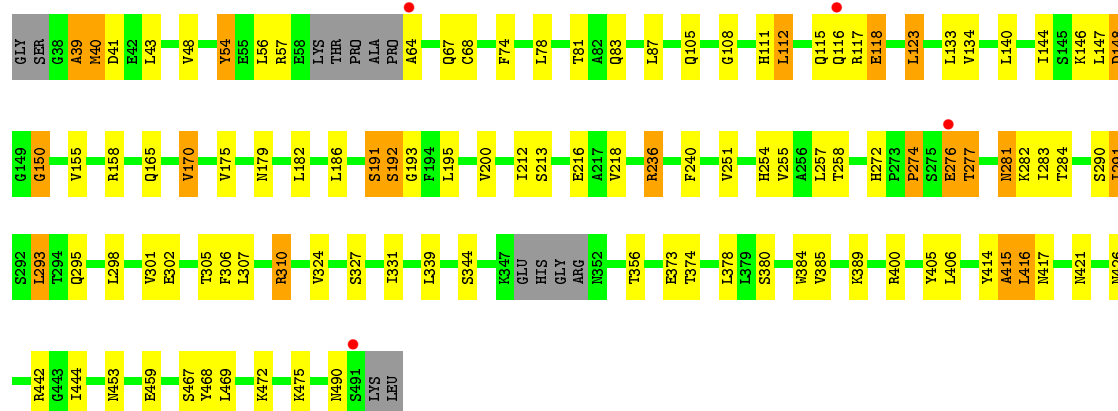 GLY SER G38 A39 M40 D41 E42 L43 V48 Y54 E55 L56 R57 E58 LYS THR PRO ALA PRO A64 Q67 C68 F74 L78 T81 A82 Q83 L87 Q105 G108 H111 L112 Q115 Q116 R117 E118 L123 L133 V134 L140 I144 S145 K146 L147 D148
G149 G150 V155 R158 Q165 V170 V175 N179 L182 L186 S191 S192 G193 F194 L195 V200 I212 S213 E216 A217 V218 R236 F240 V251 H254 V255 A256 L257 T258 H272 P273 P274 S275 E276 T277 N281 K282 I283 T284 S290 I291
S292 L293 T294 Q295 L298 V301 E302 T305 F306 L307 R310 V324 S327 I331 L339 S344 K347 GLU HIS GLY ARG N352 T356 E373 T374 L378 L379 S380 W384 V385 K389 R400 Y405 L406 Y414 A415 L416 N417 N421 N426
R442 G443 I444 N453 E459 S467 Y468 L469 K472 K475 N490 S491 LYS LEU